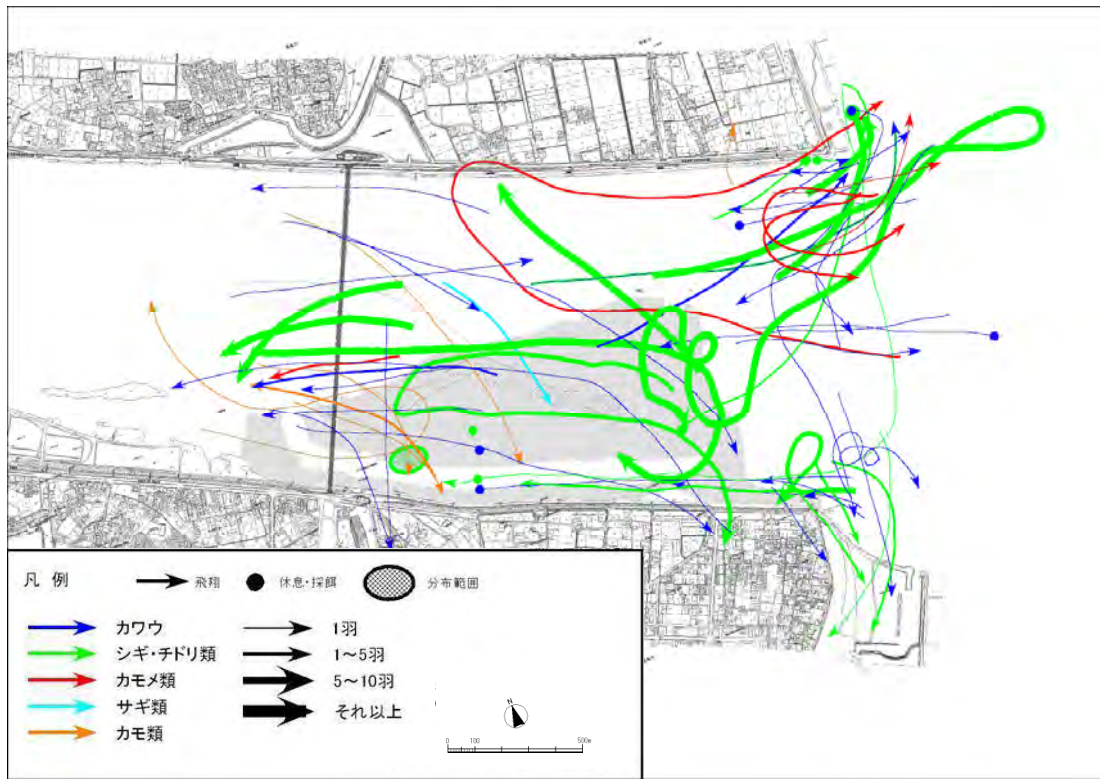 凡 例
飛翔
休息・採餌
分布範囲
カワウ
シギ・チドリ類
カモメ類
サギ類
カモ類
1羽
1～5羽
5～10羽
それ以上
N
0 100 500m